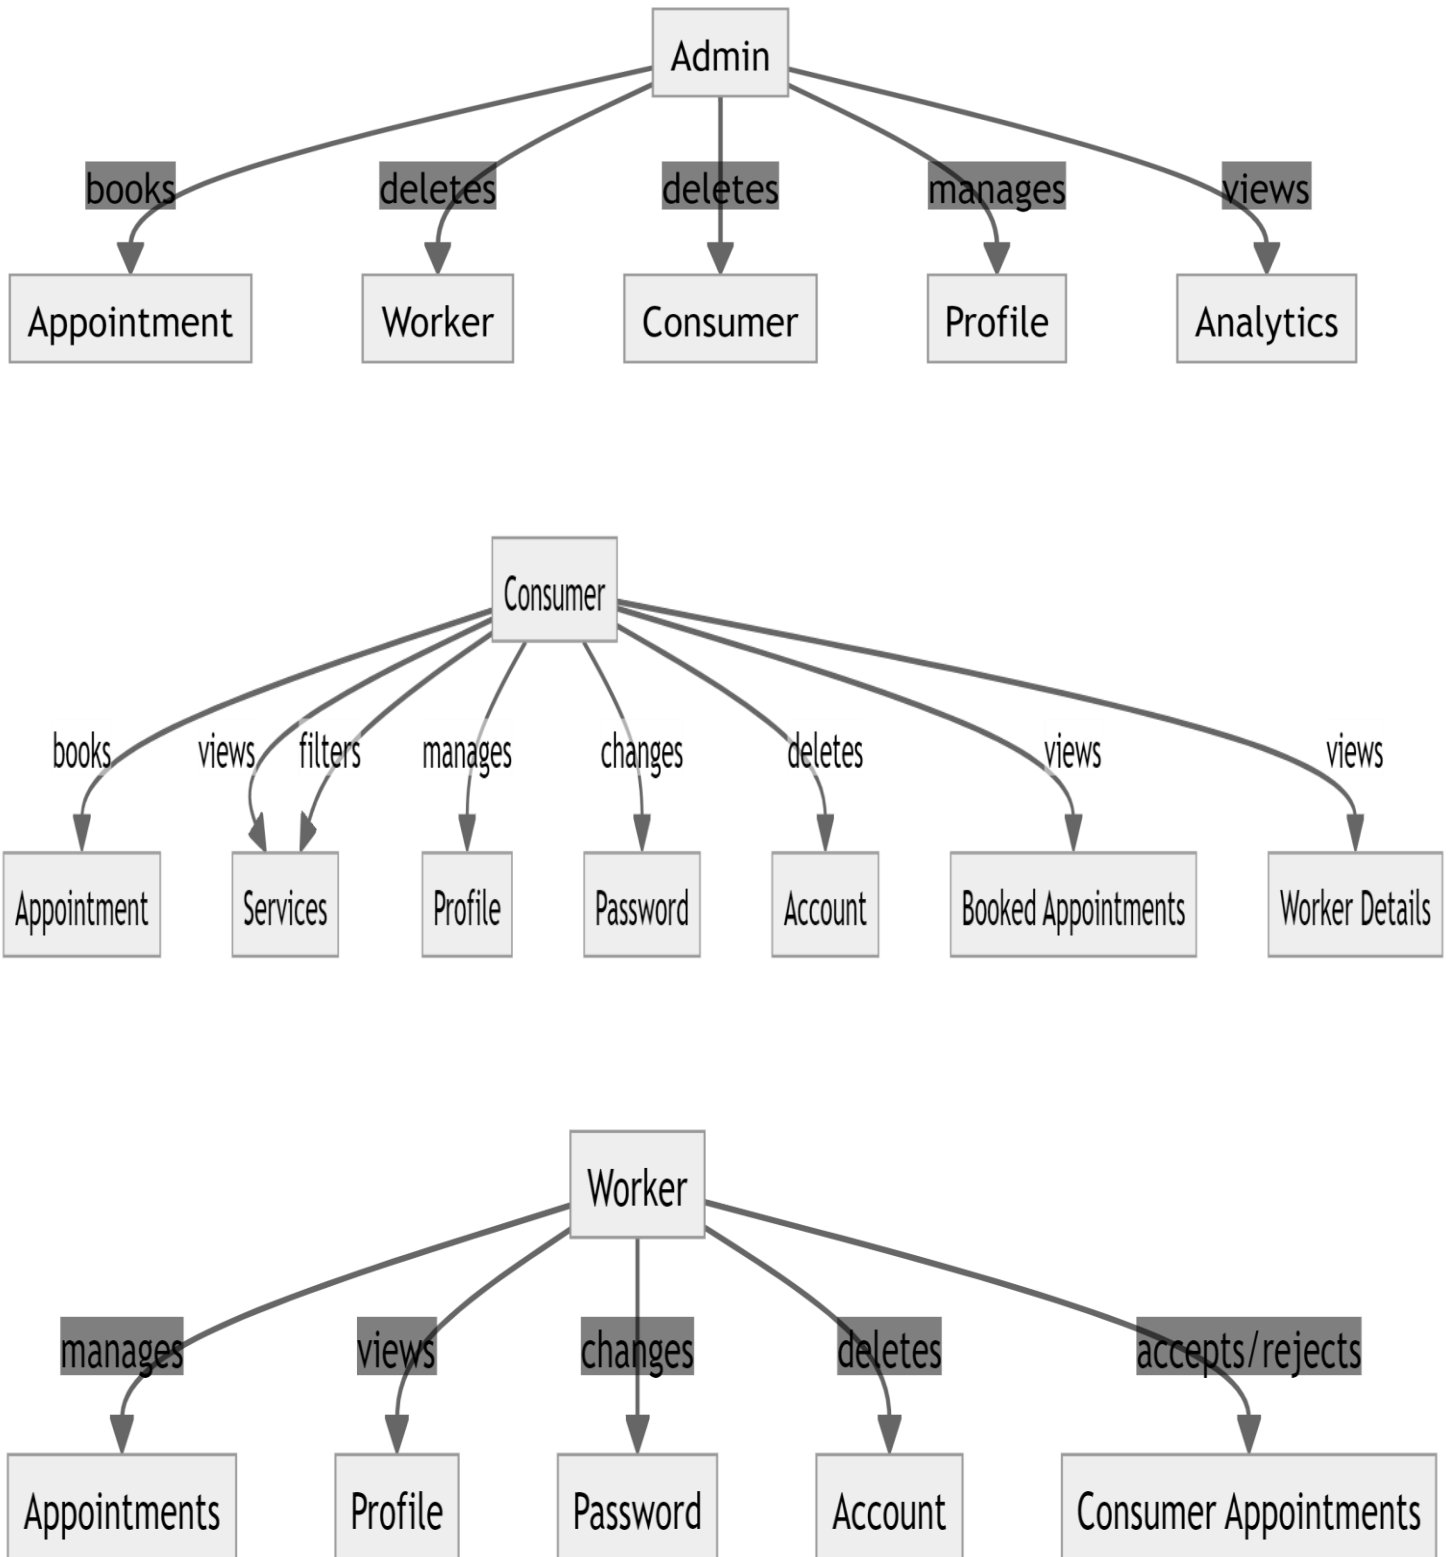 Admin
books deletes deletes manages views
Appointment Worker Consumer Profile Analytics
Consumer
books views filters manages changes deletes views views
Appointment Services Profile Password Account Booked Appointments Worker Details
Worker
manages views changes deletes accepts/rejects
Appointments Profile Password Account Consumer Appointments